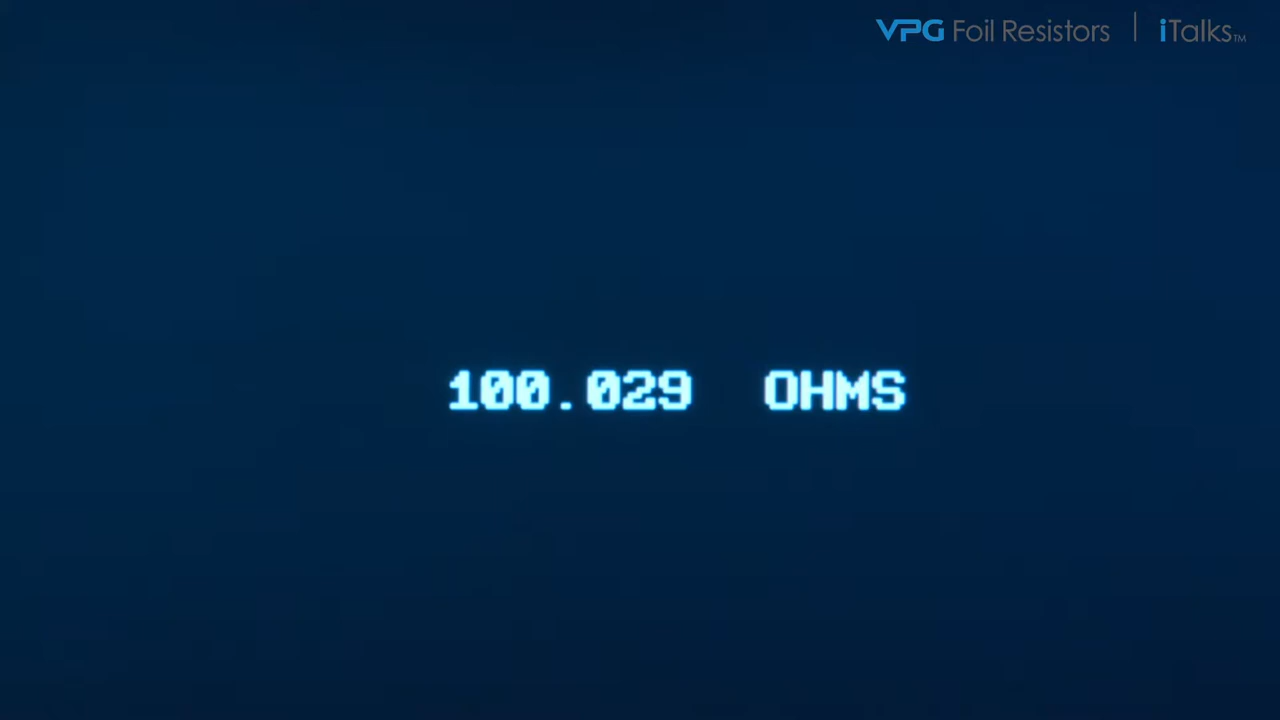 VPG Foil Resistors | iTalks™
100.029 OHMS